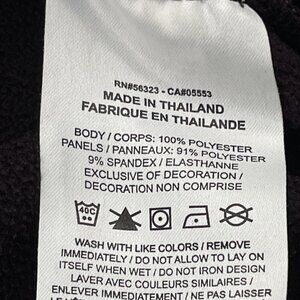 RN#56323 - CA#05553
MADE IN THAILAND
FABRIQUE EN THAILANDE
BODY / CORPS: 100% POLYESTER
PANELS / PANNEAUX: 91% POLYESTER
9% SPANDEX / ELASTHANNE
EXCLUSIVE OF DECORATION /
DECORATION NON COMPRISE
40C
WASH WITH LIKE COLORS / REMOVE
IMMEDIATELY / DO NOT ALLOW TO LAY ON
ITSELF WHEN WET / DO NOT IRON DESIGN
LAVER AVEC COULEURS SIMILAIRES /
ENLEVER IMMEDIATEMENT / NE PAS LAISSER